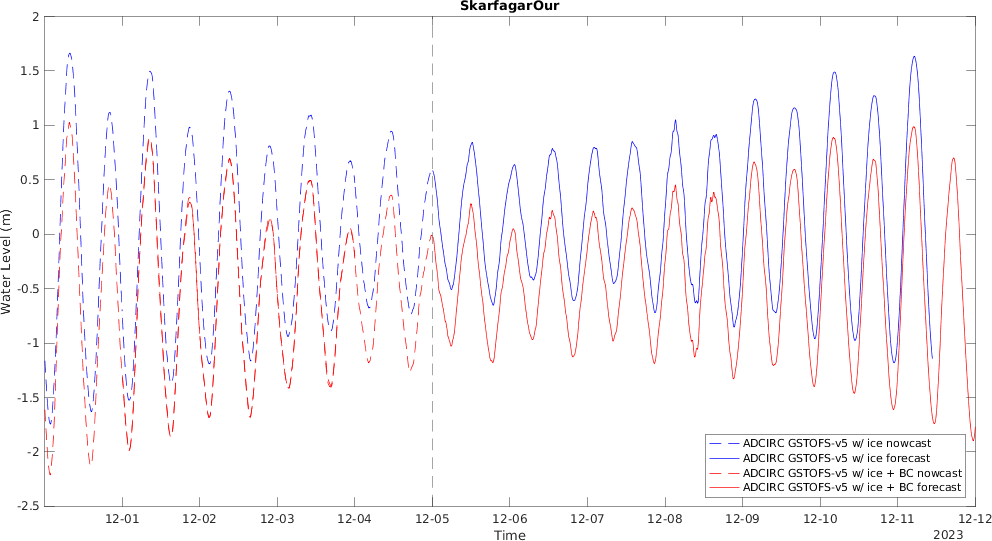 SkarfagarOur
Water Level (m)
2
1.5
1
0.5
0
-0.5
-1
-1.5
-2
-2.5
12-01 12-02 12-03 12-04 12-05 12-06 12-07 12-08 12-09 12-10 12-11 12-12
2023
Time
ADCIRC GSTOFS-v5 w/ ice nowcast
ADCIRC GSTOFS-v5 w/ ice forecast
ADCIRC GSTOFS-v5 w/ ice + BC nowcast
ADCIRC GSTOFS-v5 w/ ice + BC forecast